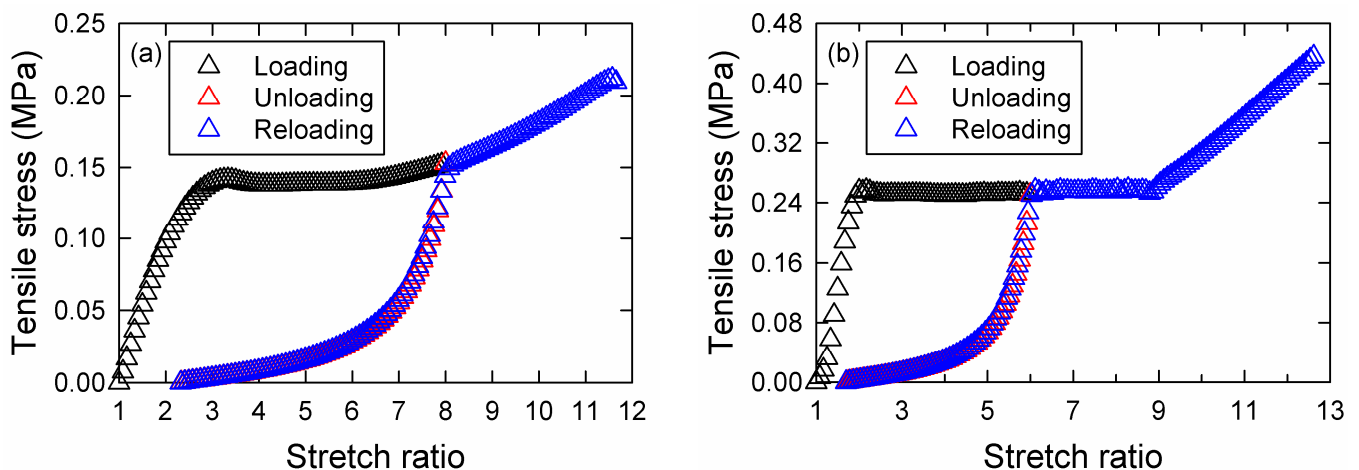 (a)
Loading
Unloading
Reloading
Tensile stress (MPa)
0.25
0.20
0.15
0.10
0.05
0.00
1 2 3 4 5 6 7 8 9 10 11 12
Stretch ratio
(b)
Loading
Unloading
Reloading
Tensile stress (MPa)
0.48
0.40
0.32
0.24
0.16
0.08
0.00
1 3 5 7 9 11 13
Stretch ratio